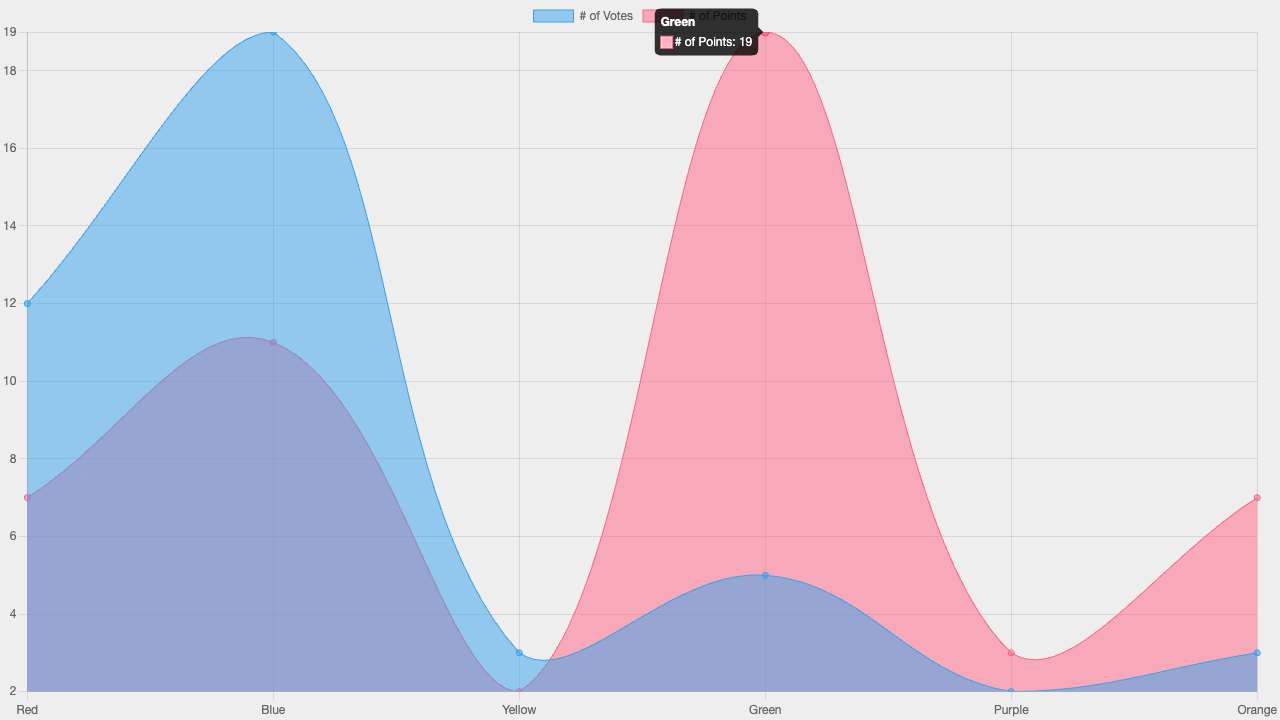 # of Votes # of Points
Green
# of Points: 19
19
18
16
14
12
10
8
6
4
2
Red Blue Yellow Green Purple Orange